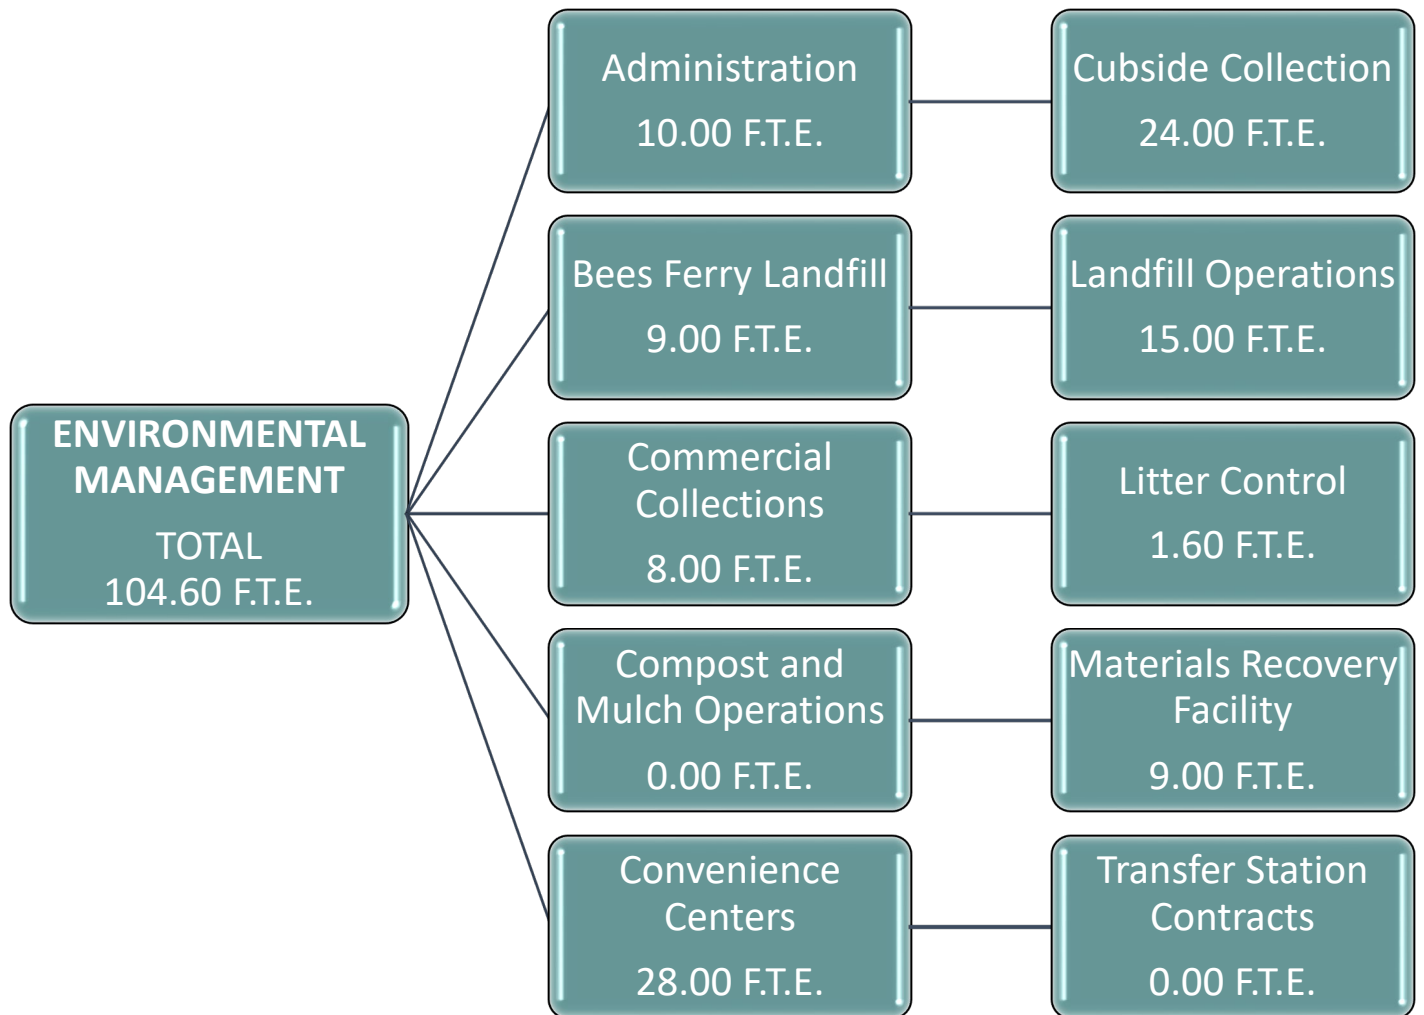 ENVIRONMENTAL
MANAGEMENT
TOTAL
104.60 F.T.E.
Administration
10.00 F.T.E.
Cubside Collection
24.00 F.T.E.
Bees Ferry Landfill
9.00 F.T.E.
Landfill Operations
15.00 F.T.E.
Commercial
Collections
8.00 F.T.E.
Litter Control
1.60 F.T.E.
Compost and
Mulch Operations
0.00 F.T.E.
Materials Recovery
Facility
9.00 F.T.E.
Convenience
Centers
28.00 F.T.E.
Transfer Station
Contracts
0.00 F.T.E.